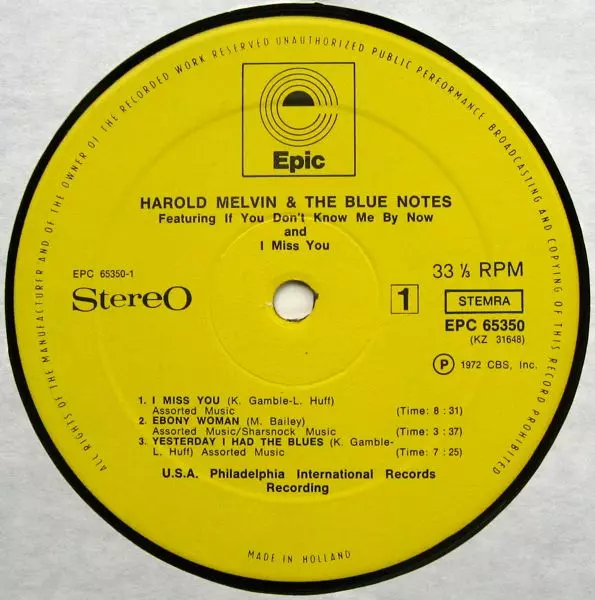 ALL RIGHTS OF THE MANUFACTURER AND OF THE OWNER OF THE RECORDED WORK RESERVED UNAUTHORIZED PUBLIC PERFORMANCE BROADCASTING AND COPYING OF THIS RECORD PROHIBITED
Epic
HAROLD MELVIN & THE BLUE NOTES
Featuring If You Don't Know Me By Now
and
I Miss You
EPC 65350-1
Stereo
1
33 ⅓ RPM
STEMRA
EPC 65350
(KZ 31648)
Ⓟ 1972 CBS, Inc.
1. I MISS YOU (K. Gamble-L. Huff)
Assorted Music (Time: 8 : 31)
2. EBONY WOMAN (M. Bailey)
Assorted Music/Sharsnock Music (Time: 3 : 37)
3. YESTERDAY I HAD THE BLUES (K. Gamble-
L. Huff) Assorted Music (Time: 7 : 25)
U.S.A. Philadelphia International Records
Recording
MADE IN HOLLAND